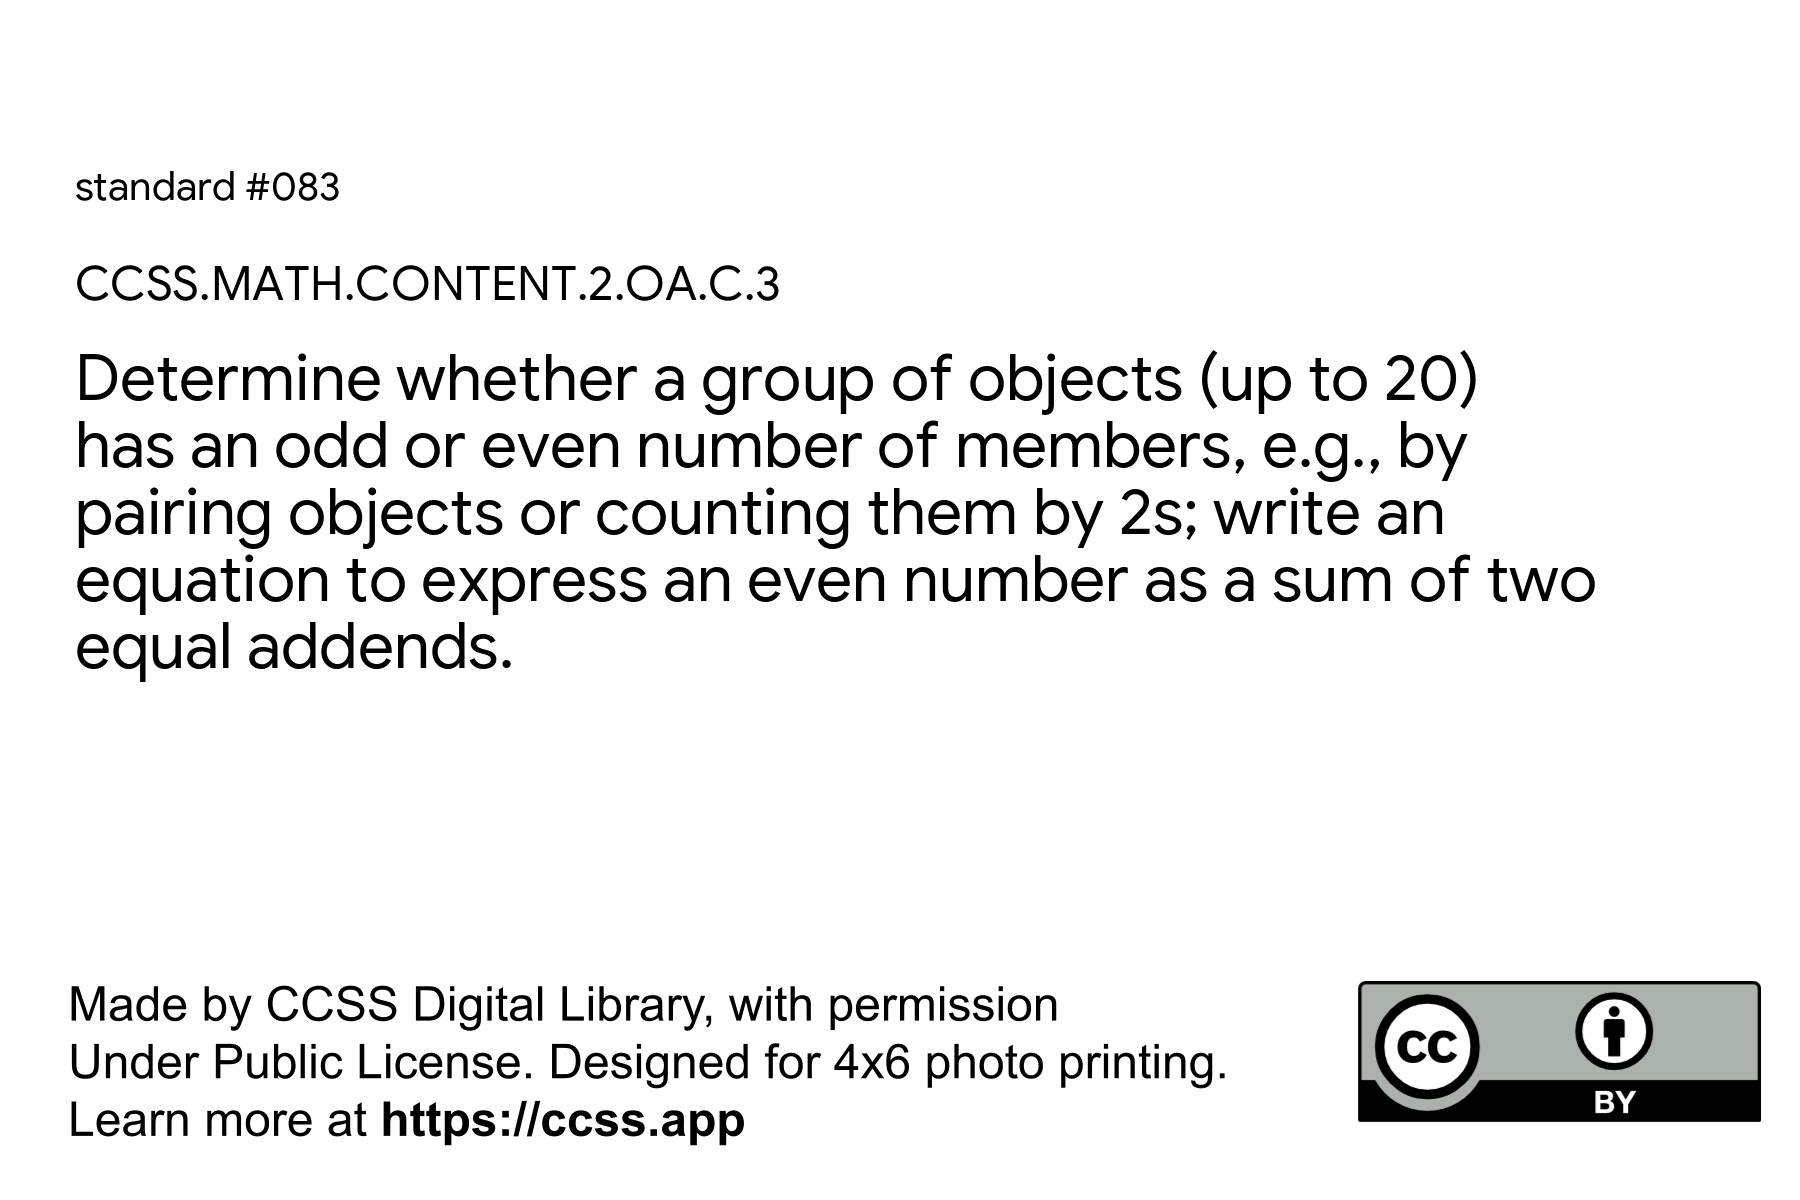 standard #083
CCSS.MATH.CONTENT.2.OA.C.3
Determine whether a group of objects (up to 20)
has an odd or even number of members, e.g., by
pairing objects or counting them by 2s; write an
equation to express an even number as a sum of two
equal addends.
Made by CCSS Digital Library, with permission
Under Public License. Designed for 4x6 photo printing.
Learn more at https://ccss.app
cc
BY